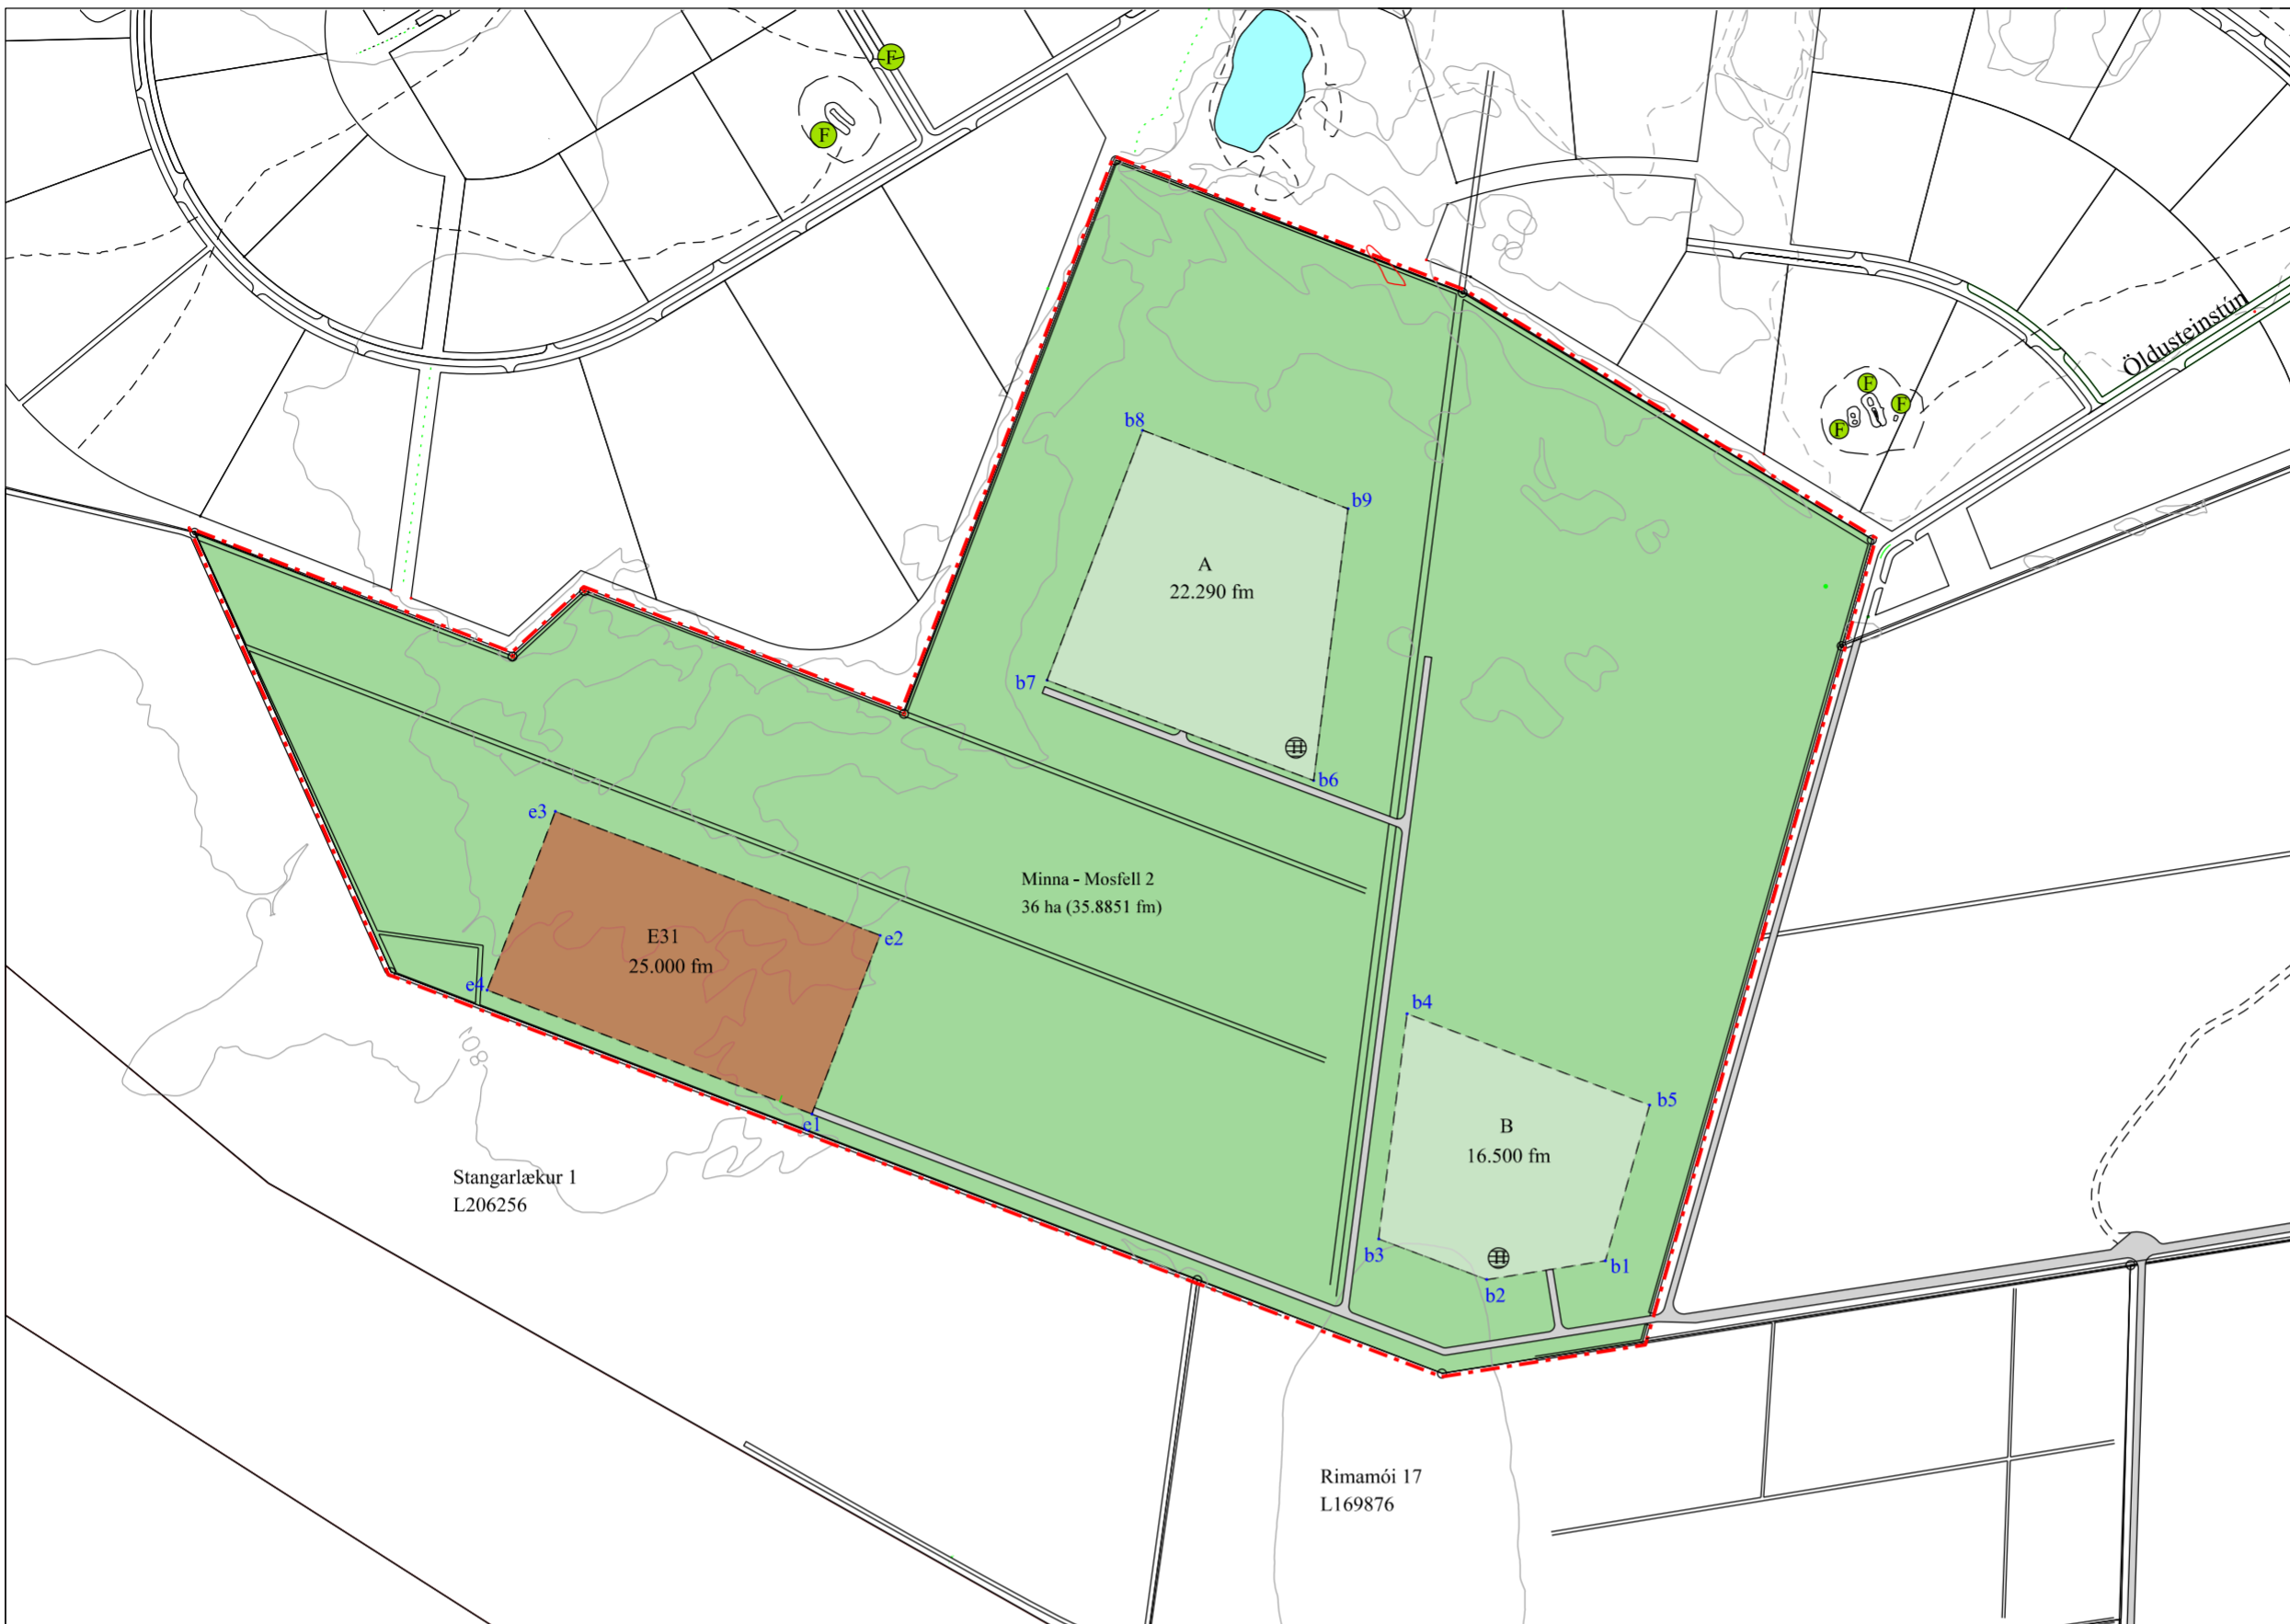 F
F
Öldusteinstún
F
F
F
b8
b9
A
22.290 fm
b7
b6
e3
Minna - Mosfell 2
36 ha (35.8851 fm)
E31
25.000 fm
e2
e4
b4
b5
e1
B
16.500 fm
Stangarlækur 1
L206256
b3
b1
b2
Rimamói 17
L169876